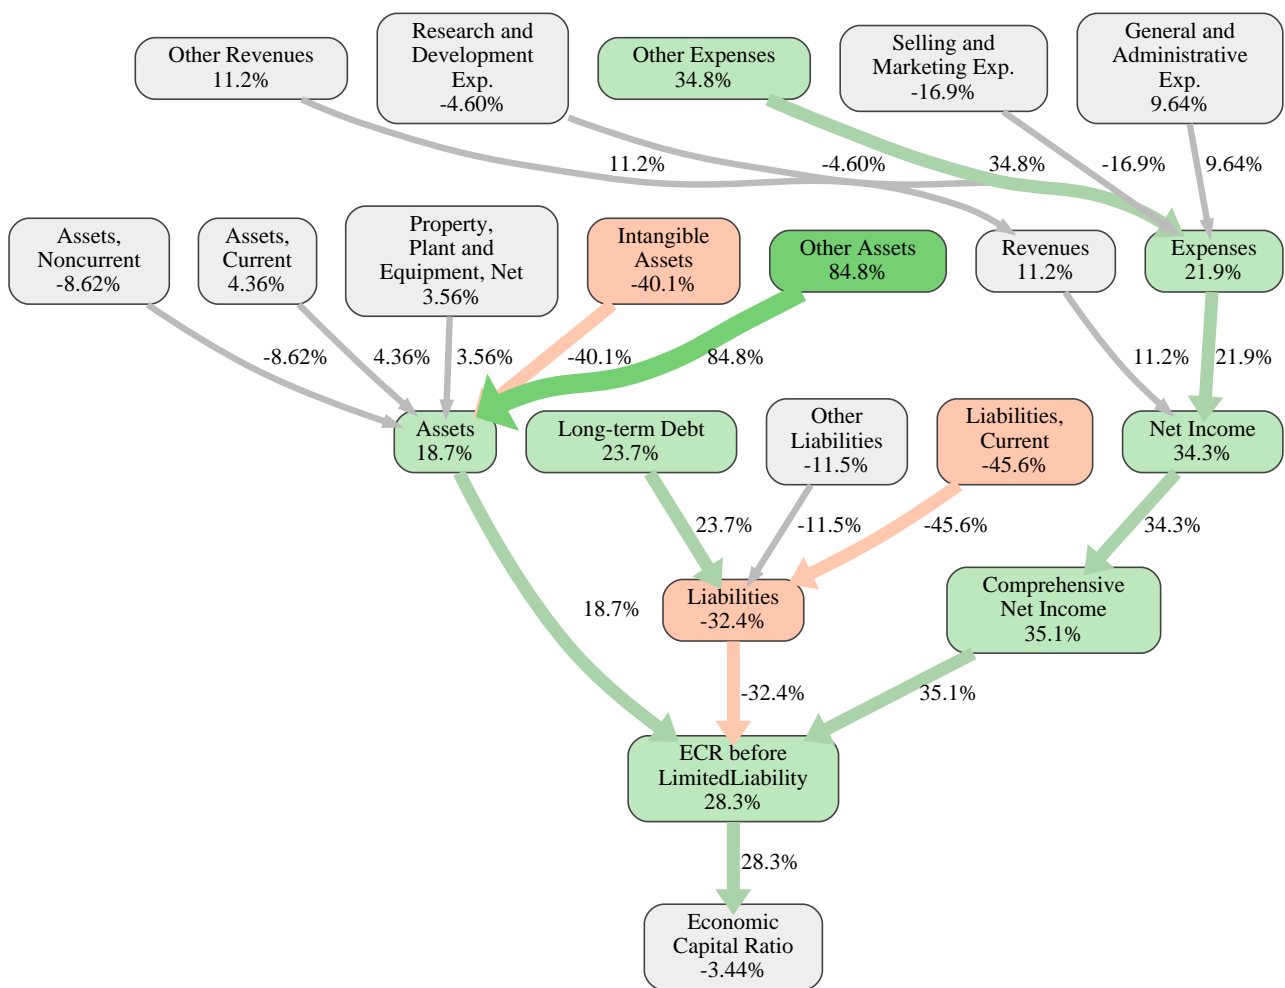 Other Revenues
11.2%
Research and
Development
Exp.
-4.60%
Other Expenses
34.8%
Selling and
Marketing Exp.
-16.9%
General and
Administrative
Exp.
9.64%
11.2%
-4.60%
34.8%
-16.9%
9.64%
Assets,
Noncurrent
-8.62%
Assets,
Current
4.36%
Property,
Plant and
Equipment, Net
3.56%
Intangible
Assets
-40.1%
Other Assets
84.8%
Revenues
11.2%
Expenses
21.9%
-8.62%
4.36%
3.56%
-40.1%
84.8%
11.2%
21.9%
Assets
18.7%
Long-term Debt
23.7%
Other
Liabilities
-11.5%
Liabilities,
Current
-45.6%
Net Income
34.3%
23.7%
-11.5%
-45.6%
34.3%
18.7%
Liabilities
-32.4%
Comprehensive
Net Income
35.1%
-32.4%
35.1%
ECR before
LimitedLiability
28.3%
28.3%
Economic
Capital Ratio
-3.44%